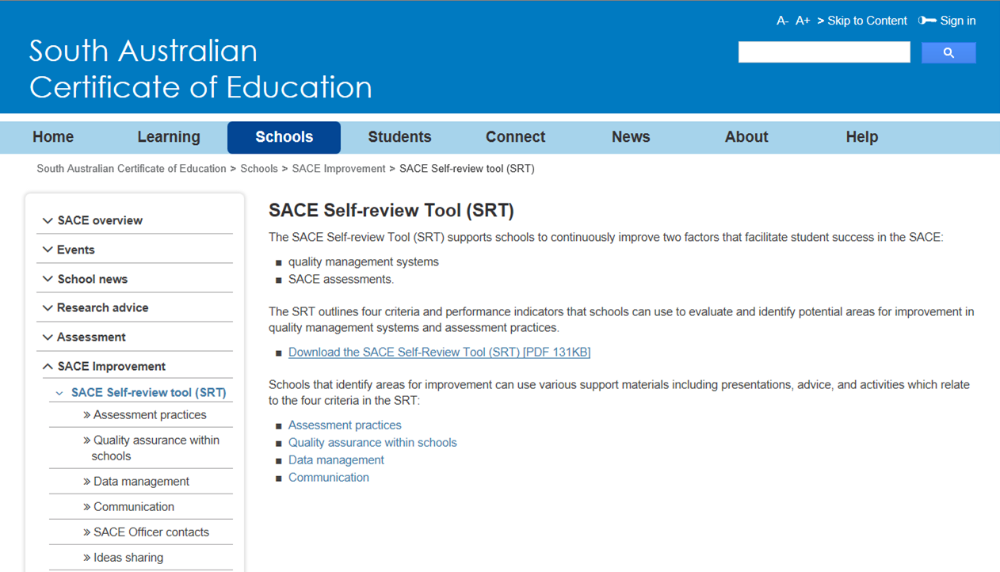 A- A+ > Skip to Content Sign in
South Australian
Certificate of Education
Home Learning Schools Students Connect News About Help
South Australian Certificate of Education > Schools > SACE Improvement > SACE Self-review tool (SRT)
SACE overview
Events
School news
Research advice
Assessment
SACE Improvement
SACE Self-review tool (SRT)
» Assessment practices
» Quality assurance within
schools
» Data management
» Communication
» SACE Officer contacts
» Ideas sharing
SACE Self-review Tool (SRT)
The SACE Self-review Tool (SRT) supports schools to continuously improve two factors that facilitate student success in the SACE:
■ quality management systems
■ SACE assessments.
The SRT outlines four criteria and performance indicators that schools can use to evaluate and identify potential areas for improvement in
quality management systems and assessment practices.
■ Download the SACE Self-Review Tool (SRT) [PDF 131KB]
Schools that identify areas for improvement can use various support materials including presentations, advice, and activities which relate
to the four criteria in the SRT:
■ Assessment practices
■ Quality assurance within schools
■ Data management
■ Communication